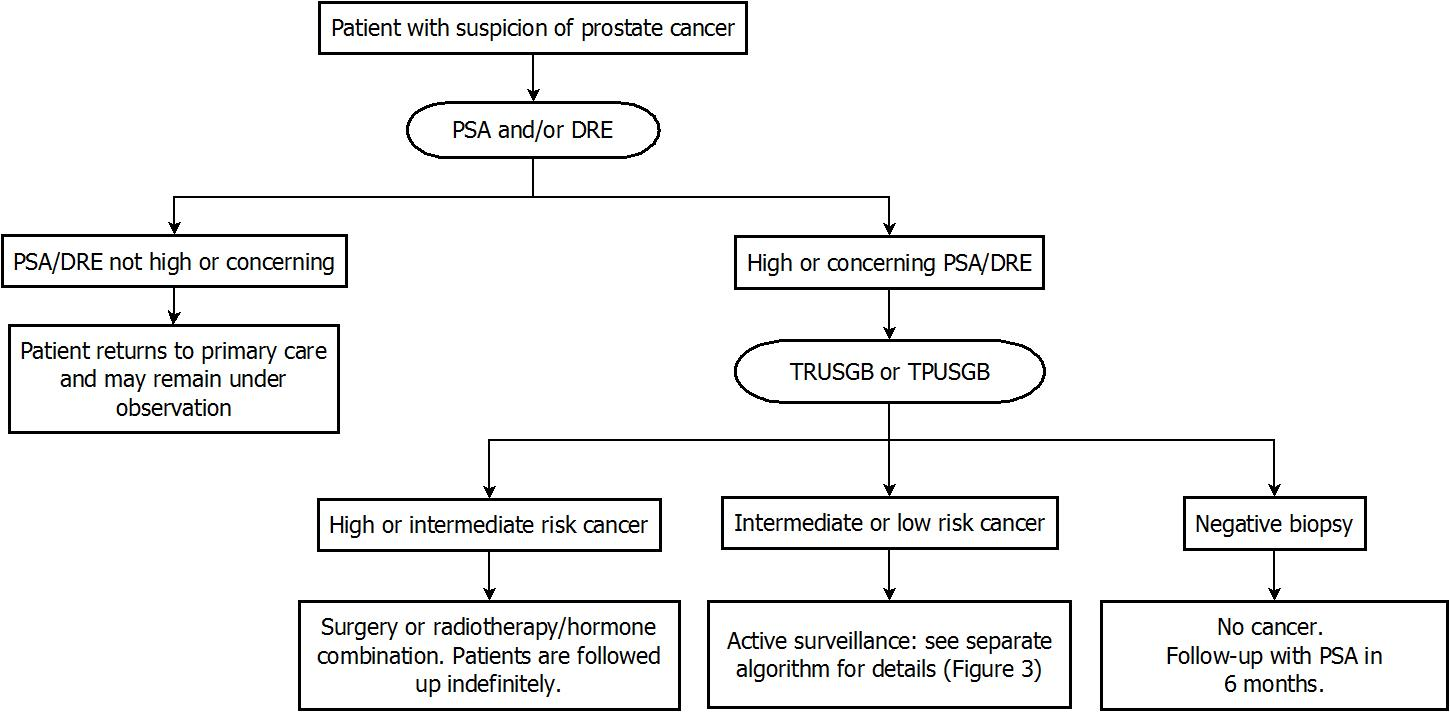 Patient with suspicion of prostate cancer
PSA and/or DRE
PSA/DRE not high or concerning
High or concerning PSA/DRE
Patient returns to primary care
and may remain under
observation
TRUSGB or TPUSGB
High or intermediate risk cancer
Intermediate or low risk cancer
Negative biopsy
Surgery or radiotherapy/hormone
combination. Patients are followed
up indefinitely.
Active surveillance: see separate
algorithm for details (Figure 3)
No cancer.
Follow-up with PSA in
6 months.